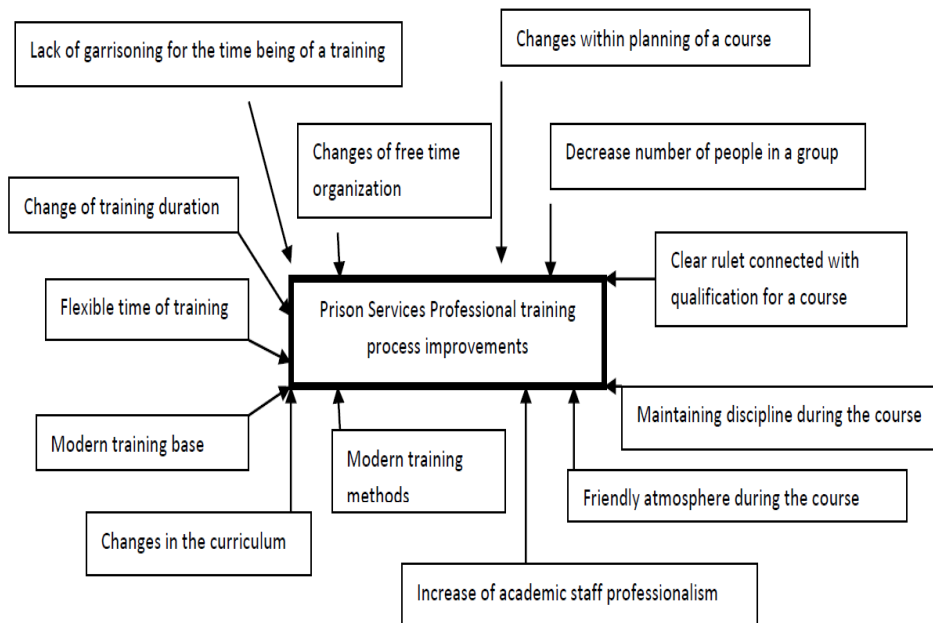 Lack of garrisoning for the time being of a training
Changes within planning of a course
Changes of free time
organization
Decrease number of people in a group
Change of training duration
Clear rulet connected with
qualification for a course
Flexible time of training
Prison Services Professional training
process improvements
Modern training base
Modern training
methods
Maintaining discipline during the course
Friendly atmosphere during the course
Changes in the curriculum
Increase of academic staff professionalism